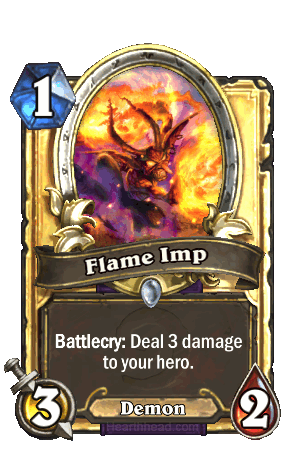 1
Flame Imp
Battlecry: Deal 3 damage
to your hero.
3
Demon
2
Hearthhead.com